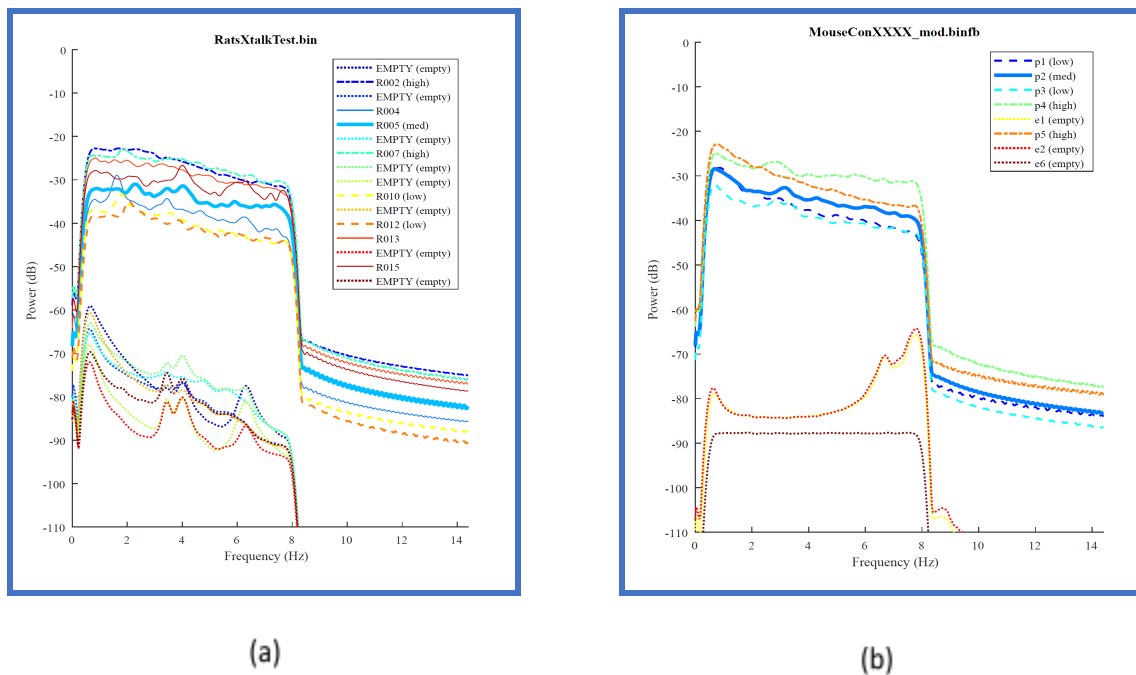 RatsXtalkTest.bin
0
-10
-20
-30
-40
-50
-60
-70
-80
-90
-100
-110
Power (dB)
0 2 4 6 8 10 12 14
Frequency (Hz)
EMPTY (empty)
R002 (high)
EMPTY (empty)
R004
R005 (med)
EMPTY (empty)
R007 (high)
EMPTY (empty)
EMPTY (empty)
R010 (low)
EMPTY (empty)
R012 (low)
R013
EMPTY (empty)
R015
EMPTY (empty)
(a)
MouseConXXXX_mod.binfb
0
-10
-20
-30
-40
-50
-60
-70
-80
-90
-100
-110
Power (dB)
0 2 4 6 8 10 12 14
Frequency (Hz)
p1 (low)
p2 (med)
p3 (low)
p4 (high)
e1 (empty)
p5 (high)
e2 (empty)
e6 (empty)
(b)